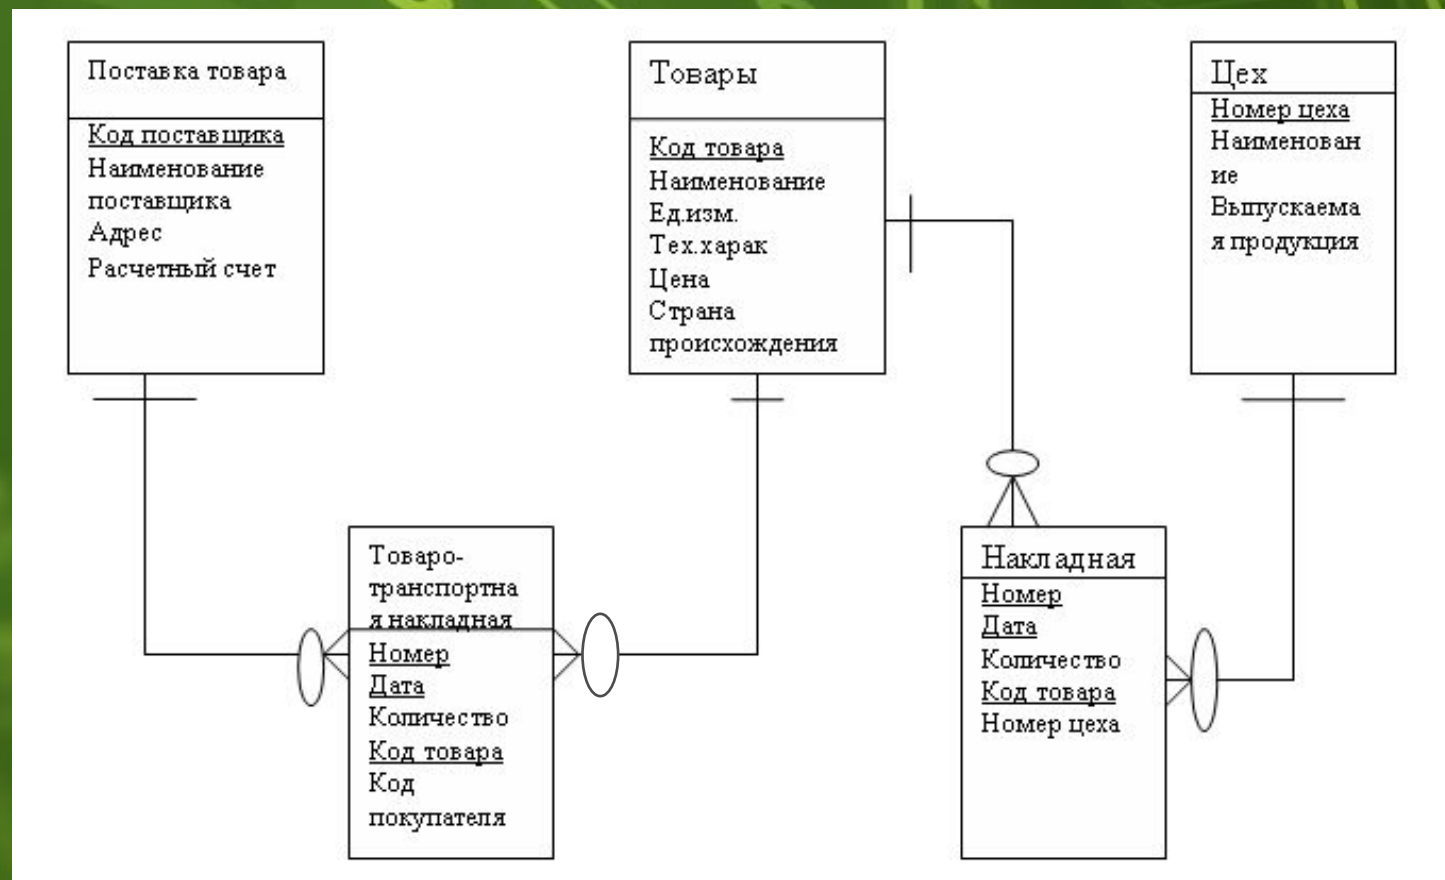 Поставка товара
Код поставщика
Наименование
поставщика
Адрес
Расчетный счет
Товары
Код товара
Наименование
Ед.изм.
Тех.харак
Цена
Страна
происхождения
Цех
Номер цеха
Наименован
ие
Выпускаема
я продукция
Товаро-
транспортна
я накладная
Номер
Дата
Количество
Код товара
Код
покупателя
Накладная
Номер
Дата
Количество
Код товара
Номер цеха